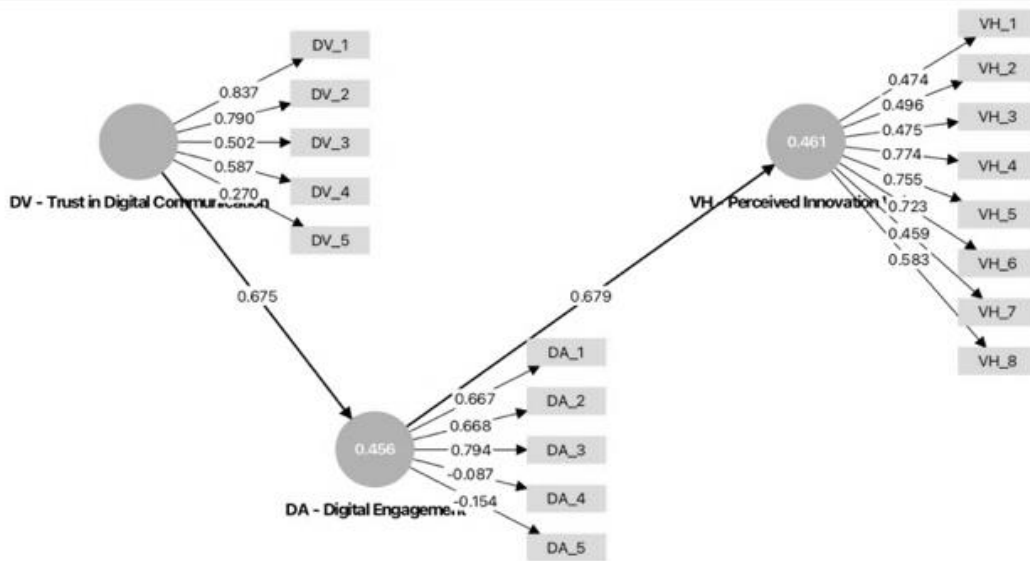 DV_1
0.837
DV_2
0.790
0.502
DV_3
0.587
DV_4
0.270
DV_5
DV - Trust in Digital Communication
0.675
VH_1
0.474
VH_2
0.496
0.475
VH_3
0.774
VH_4
0.755
0.461
VH - Perceived Innovation
0.723
VH_5
0.459
VH_6
0.583
VH_7
VH_8
0.679
DA_1
0.667
DA_2
0.668
0.794
DA_3
-0.087
DA_4
-0.154
DA_5
0.456
DA - Digital Engagement